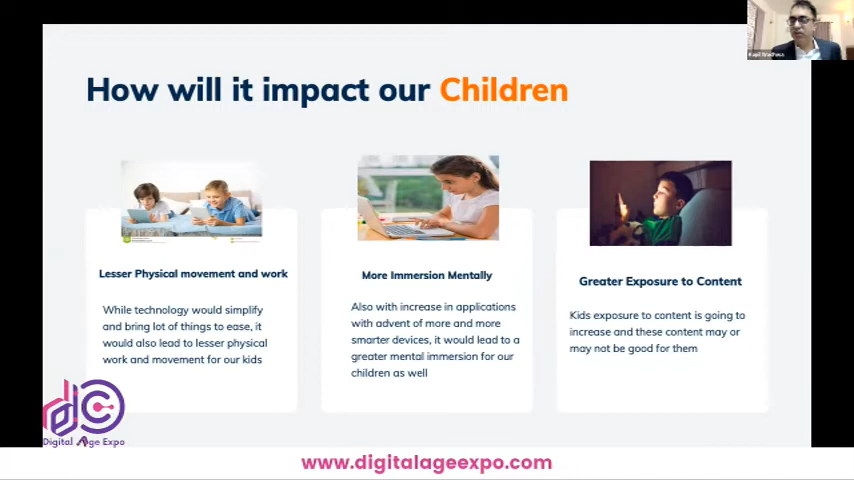 How will it impact our Children
Lesser Physical movement and work
While technology would simplify
and bring lot of things to ease, it
would also lead to lesser physical
work and movement for our kids
More Immersion Mentally
Also with increase in applications
with advent of more and more
smarter devices, it would lead to a
greater mental immersion for our
children as well
Greater Exposure to Content
Kids exposure to content is going to
increase and these content may or
may not be good for them
Digital Age Expo
www.digitalageexpo.com